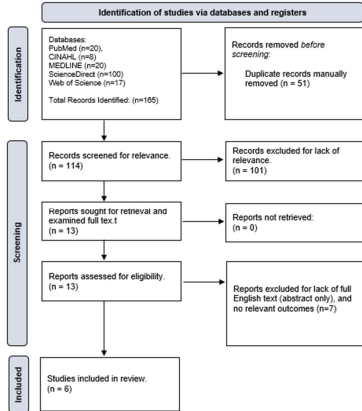 Identification of studies via databases and registers
Identification
Databases:
PubMed (n=20),
CINAHL (n=8)
MEDLINE (n=20)
ScienceDirect (n=100)
Web of Science (n=17)
Total Records Identified: (n=165)
Records removed before
screening:
Duplicate records manually
removed (n = 51)
Screening
Records screened for relevance.
(n = 114)
Records excluded for lack of
relevance.
(n = 101)
Reports sought for retrieval and
examined full tex.t
(n = 13)
Reports not retrieved:
(n = 0)
Reports assessed for eligibility.
(n = 13)
Reports excluded for lack of full
English text (abstract only), and
no relevant outcomes (n=7)
Included
Studies included in review.
(n = 6)